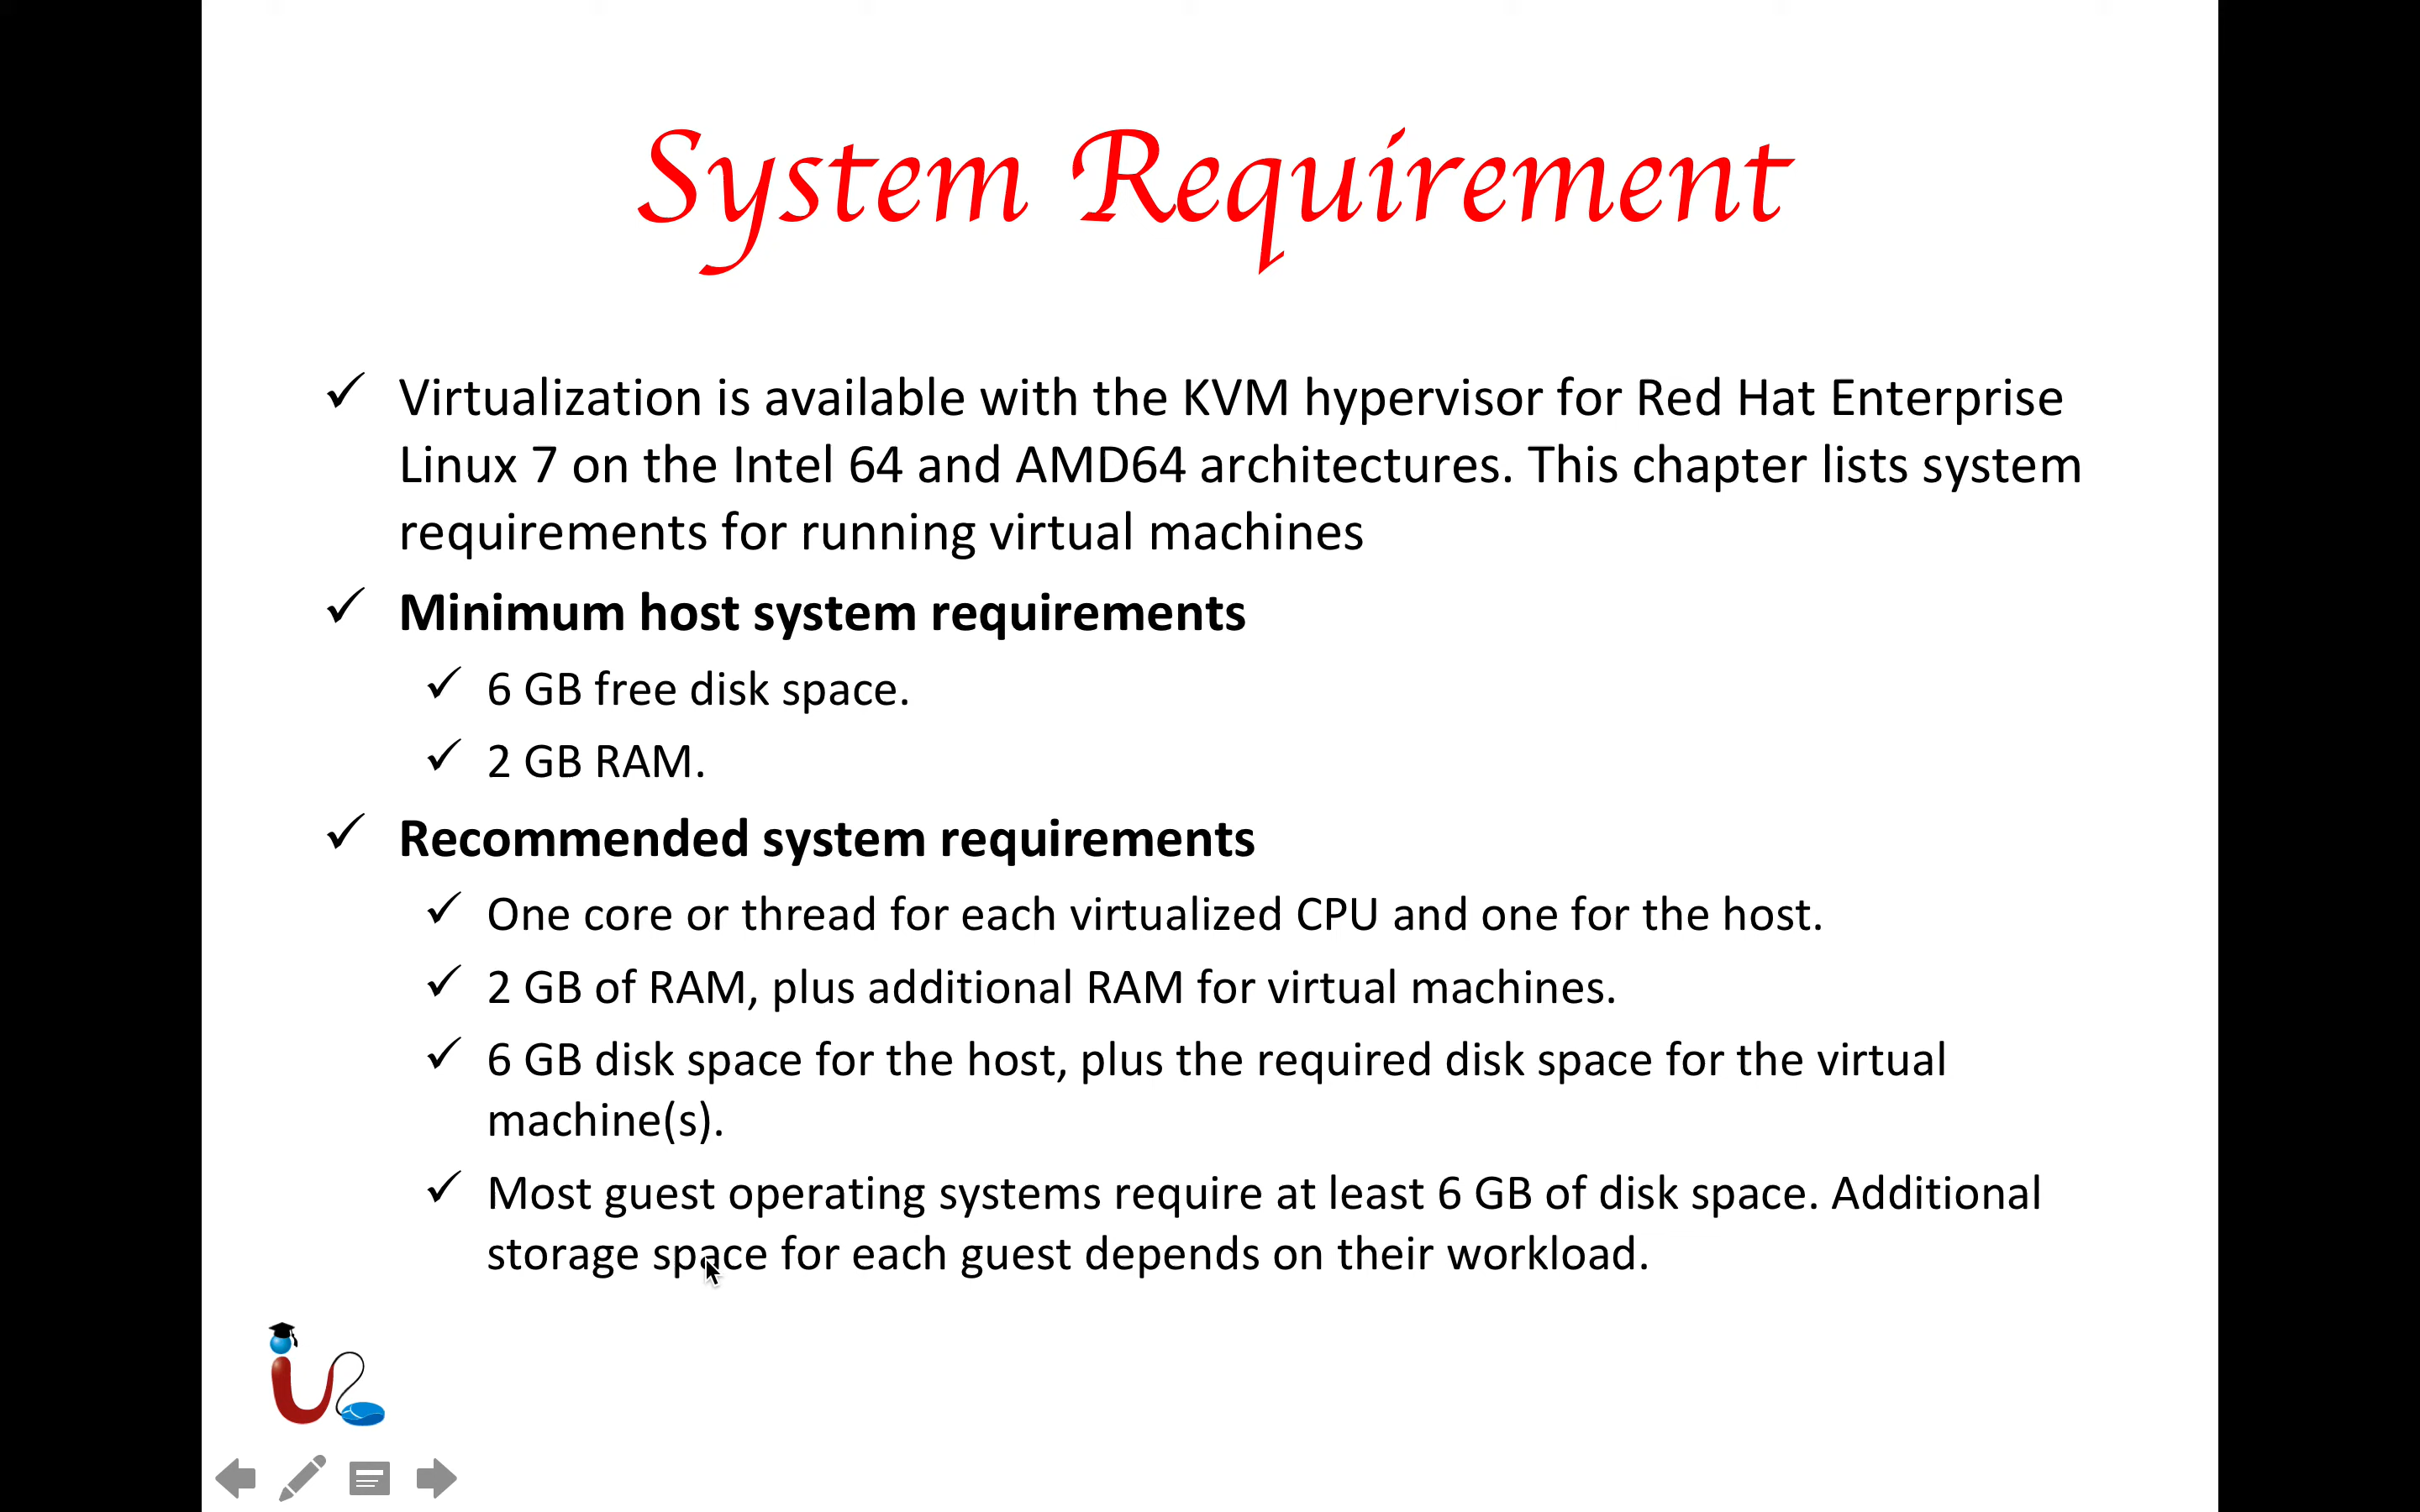 System Requirement
Virtualization is available with the KVM hypervisor for Red Hat Enterprise
Linux 7 on the Intel 64 and AMD64 architectures. This chapter lists system
requirements for running virtual machines
Minimum host system requirements
6 GB free disk space.
2 GB RAM.
Recommended system requirements
One core or thread for each virtualized CPU and one for the host.
2 GB of RAM, plus additional RAM for virtual machines.
6 GB disk space for the host, plus the required disk space for the virtual
machine(s).
Most guest operating systems require at least 6 GB of disk space. Additional
storage space for each guest depends on their workload.